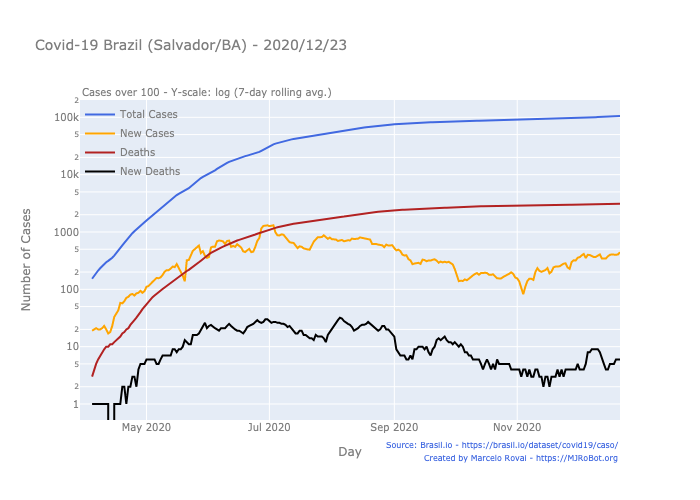 Covid-19 Brazil (Salvador/BA) - 2020/12/23
Cases over 100 - Y-scale: log (7-day rolling avg.)
2
100k
5
2
10k
5
2
1000
5
2
100
5
2
10
5
2
1
Total Cases
New Cases
Deaths
New Deaths
Number of Cases
May 2020
Jul 2020
Sep 2020
Nov 2020
Day
Source: Brasil.io - https://brasil.io/dataset/covid19/caso/
Created by Marcelo Rovai - https://MJRoBot.org